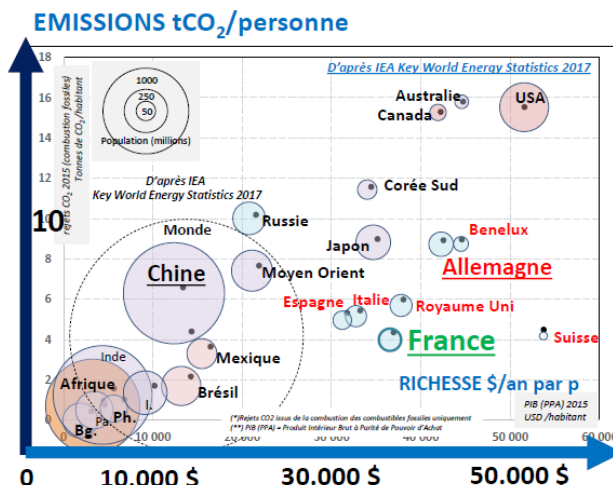 EMISSIONS tCO2/personne
18
16
14
12
10
8
6
4
2
0
rejets CO2 2015 (combustion fossiles)
Tonnes de CO2/habitant
1000
250
50
Population (millions)
D'après IEA Key World Energy Statistics 2017
D'après IEA
Key World Energy Statistics 2017
Australie
USA
Canada
Corée Sud
Russie
Monde
Benelux
Japon
Allemagne
Chine
Moyen Orient
Espagne
Italie
Royaume Uni
France
Suisse
Mexique
Inde
Afrique
I.
Brésil
RICHESSE $/an par p
Pa.
Ph.
Bg.
(*)Rejets CO2 issus de la combustion des combustibles fossiles uniquement
(**) PIB (PPA) = Produit Intérieur Brut à Parité de Pouvoir d'Achat
PIB (PPA) 2015
USD /habitant
0
10 000
20 000
30 000
40 000
50 000
60 000
0
10.000 $
30.000 $
50.000 $